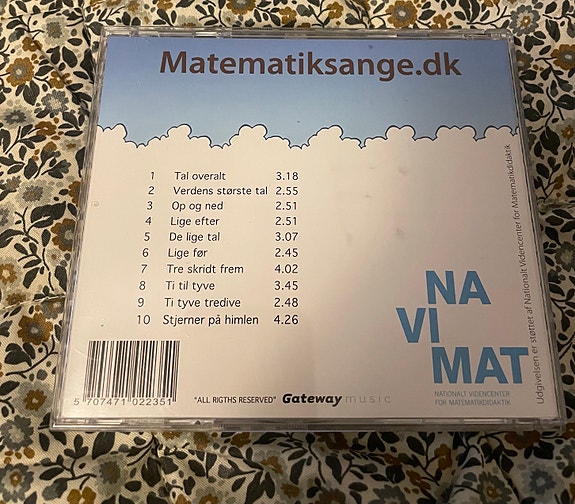 Matematiksange.dk
1 Tal overalt 3.18
2 Verdens største tal 2.55
3 Op og ned 2.51
4 Lige efter 2.51
5 De lige tal 3.07
6 Lige før 2.45
7 Tre skridt frem 4.02
8 Ti til tyve 3.45
9 Ti tyve tredive 2.48
10 Stjerner på himlen 4.26
Udgivelsen er støttet af Nationalt Videncenter for Matematikdidaktik
NA
VI
MAT
NATIONALT VIDENCENTER
FOR MATEMATIKDIDAKTIK
5 707471 022351
"ALL RIGTHS RESERVED" Gateway music